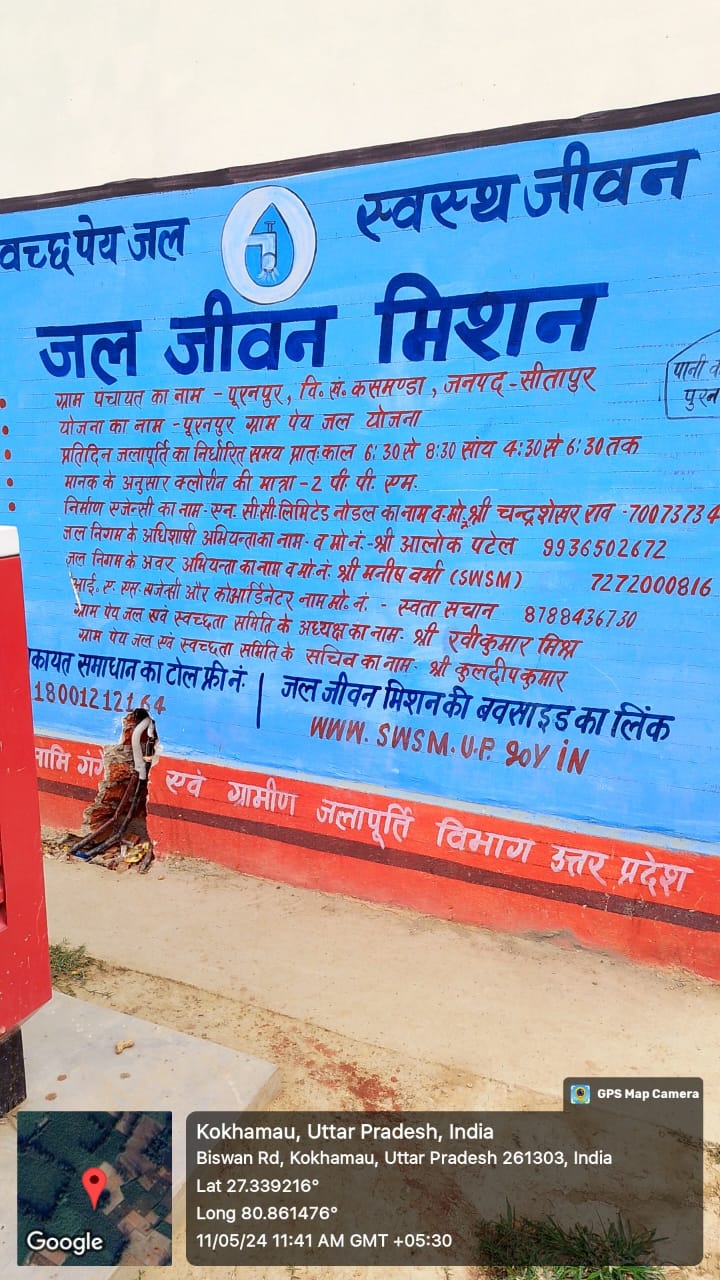 स्वच्छ पेय जल
स्वस्थ जीवन
जल जीवन मिशन
ग्राम पंचायत का नाम - पूरनपुर, वि. सं. कसमण्डा, जनपद - सीतापुर
योजना का नाम - पूरनपुर ग्राम पेय जल योजना
प्रतिदिन जलापूर्ति का निर्धारित समय प्रातःकाल 6:30 से 8:30 सांय 4:30 से 6:30 तक
मानक के अनुसार क्लोरीन की मात्रा - 2 पी. पी. एम.
निर्माण एजेन्सी का नाम - एन. सी.सी. लिमिटेड नोडल का नाम व मो. श्री चन्द्रशेखर राव - 7007373
जल निगम के अधिशाषी अभियन्ता का नाम - व मो नं. - श्री आलोक पटेल 9936502672
जल निगम के अवर अभियन्ता का नाम व मो नं. श्री मनीष वर्मा (SWSM) 7272000816
आई. ए. एस. एजेंसी और कोआर्डिनेटर नाम मो. नं. - स्वता सचान 8788436730
ग्राम पेय जल एवं स्वच्छता समिति के अध्यक्ष का नाम - श्री रवीकुमार मिश्र
ग्राम पेय जल एवं स्वच्छता समिति के सचिव का नाम - श्री कुलदीप कुमार
कायत समाधान का टोल फ्री नं.
18001212164
जल जीवन मिशन की बवसाइड का लिंक
WWW. SWSM. U.P. goV iN
पानी
पुरन
नामि गंगे एवं ग्रामीण जलापूर्ति विभाग उत्तर प्रदेश
GPS Map Camera
Kokhamau, Uttar Pradesh, India
Biswan Rd, Kokhamau, Uttar Pradesh 261303, India
Lat 27.339216°
Long 80.861476°
11/05/24 11:41 AM GMT +05:30
Google